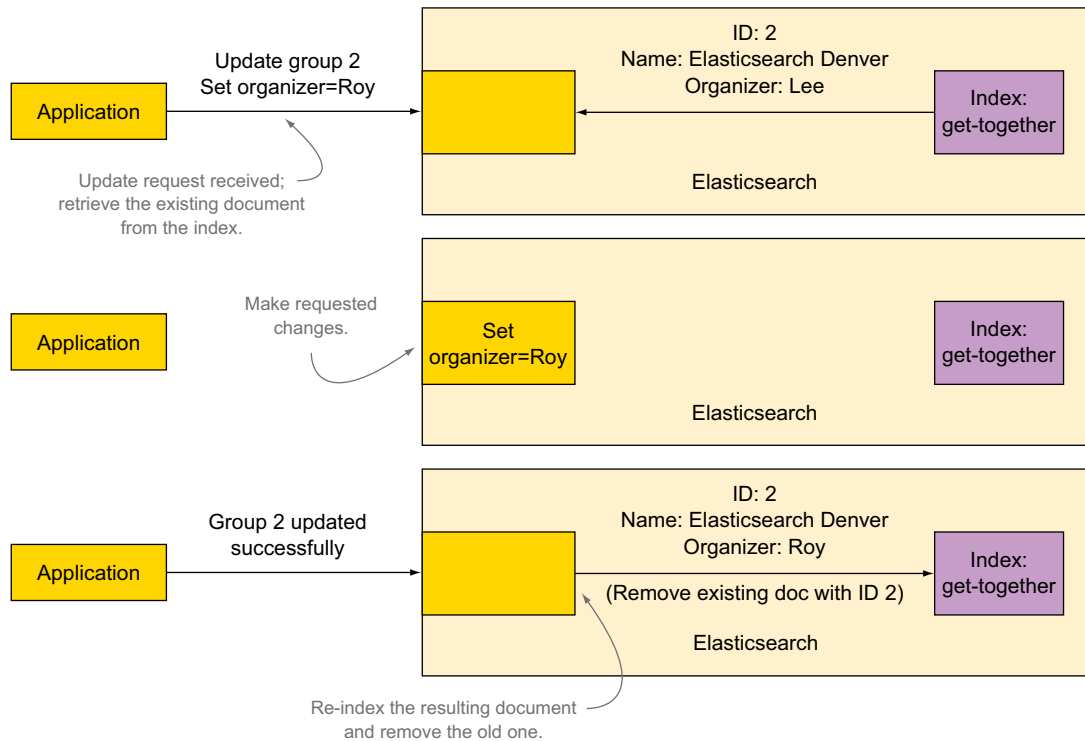 ID: 2
Update group 2
Name: Elasticsearch Denver
Set organizer=Roy
Organizer: Lee
Application
Index:
get-together
Update request received;
retrieve the existing document
from the index.
Elasticsearch
Make requested
changes.
Application
Set
organizer=Roy
Index:
get-together
Elasticsearch
ID: 2
Group 2 updated
successfully
Name: Elasticsearch Denver
Organizer: Roy
Application
(Remove existing doc with ID 2)
Index:
get-together
Elasticsearch
Re-index the resulting document
and remove the old one.